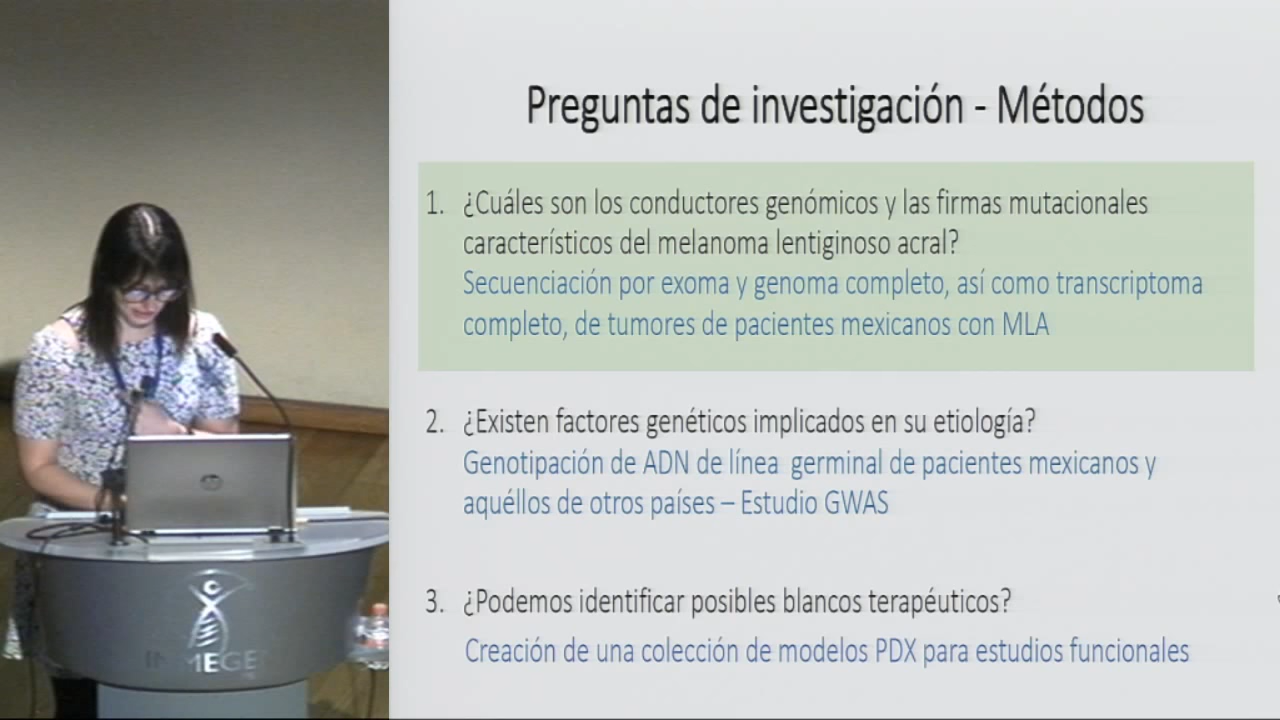 Preguntas de investigación - Métodos
1. ¿Cuáles son los conductores genómicos y las firmas mutacionales
característicos del melanoma lentiginoso acral?
Secuenciación por exoma y genoma completo, así como transcriptoma
completo, de tumores de pacientes mexicanos con MLA
2. ¿Existen factores genéticos implicados en su etiología?
Genotipación de ADN de línea germinal de pacientes mexicanos y
aquéllos de otros países – Estudio GWAS
3. ¿Podemos identificar posibles blancos terapéuticos?
Creación de una colección de modelos PDX para estudios funcionales
hp
INMEGEN